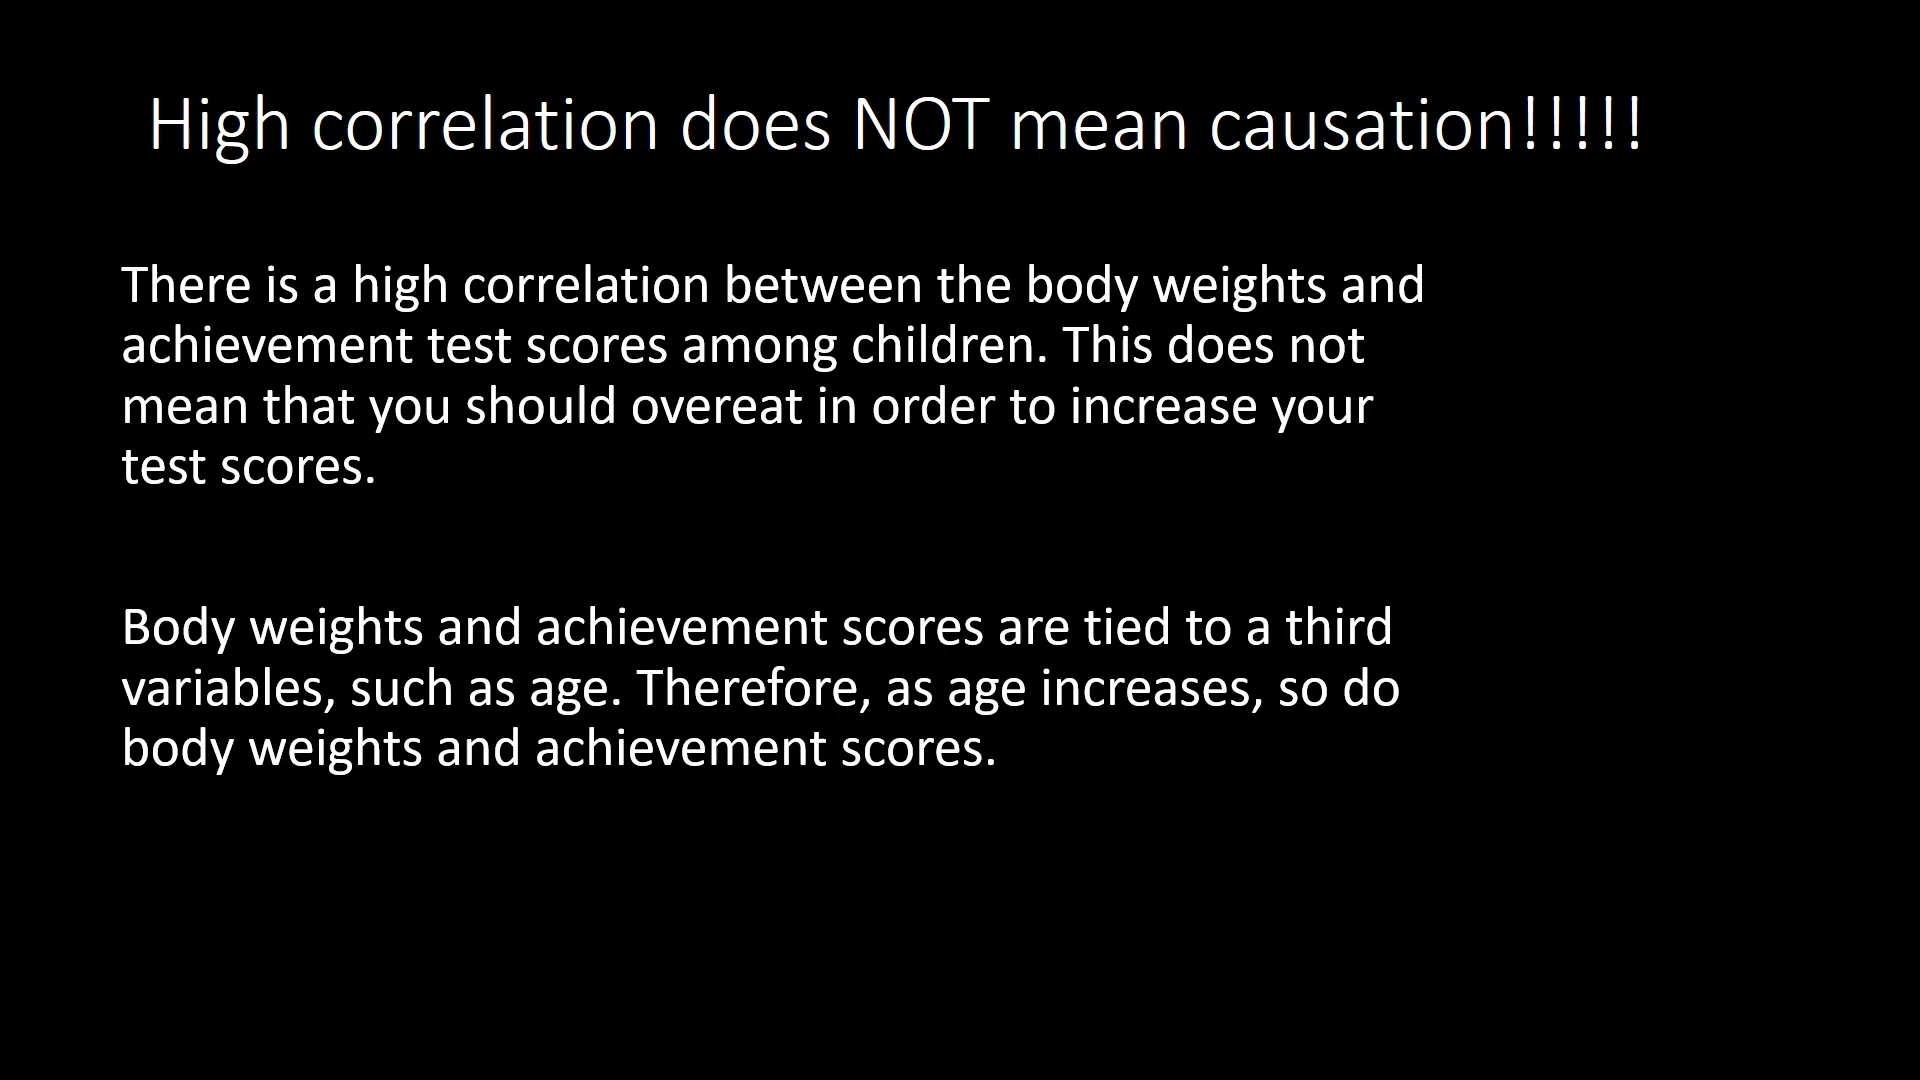 High correlation does NOT mean causation!!!!!
There is a high correlation between the body weights and
achievement test scores among children. This does not
mean that you should overeat in order to increase your
test scores.
Body weights and achievement scores are tied to a third
variables, such as age. Therefore, as age increases, so do
body weights and achievement scores.